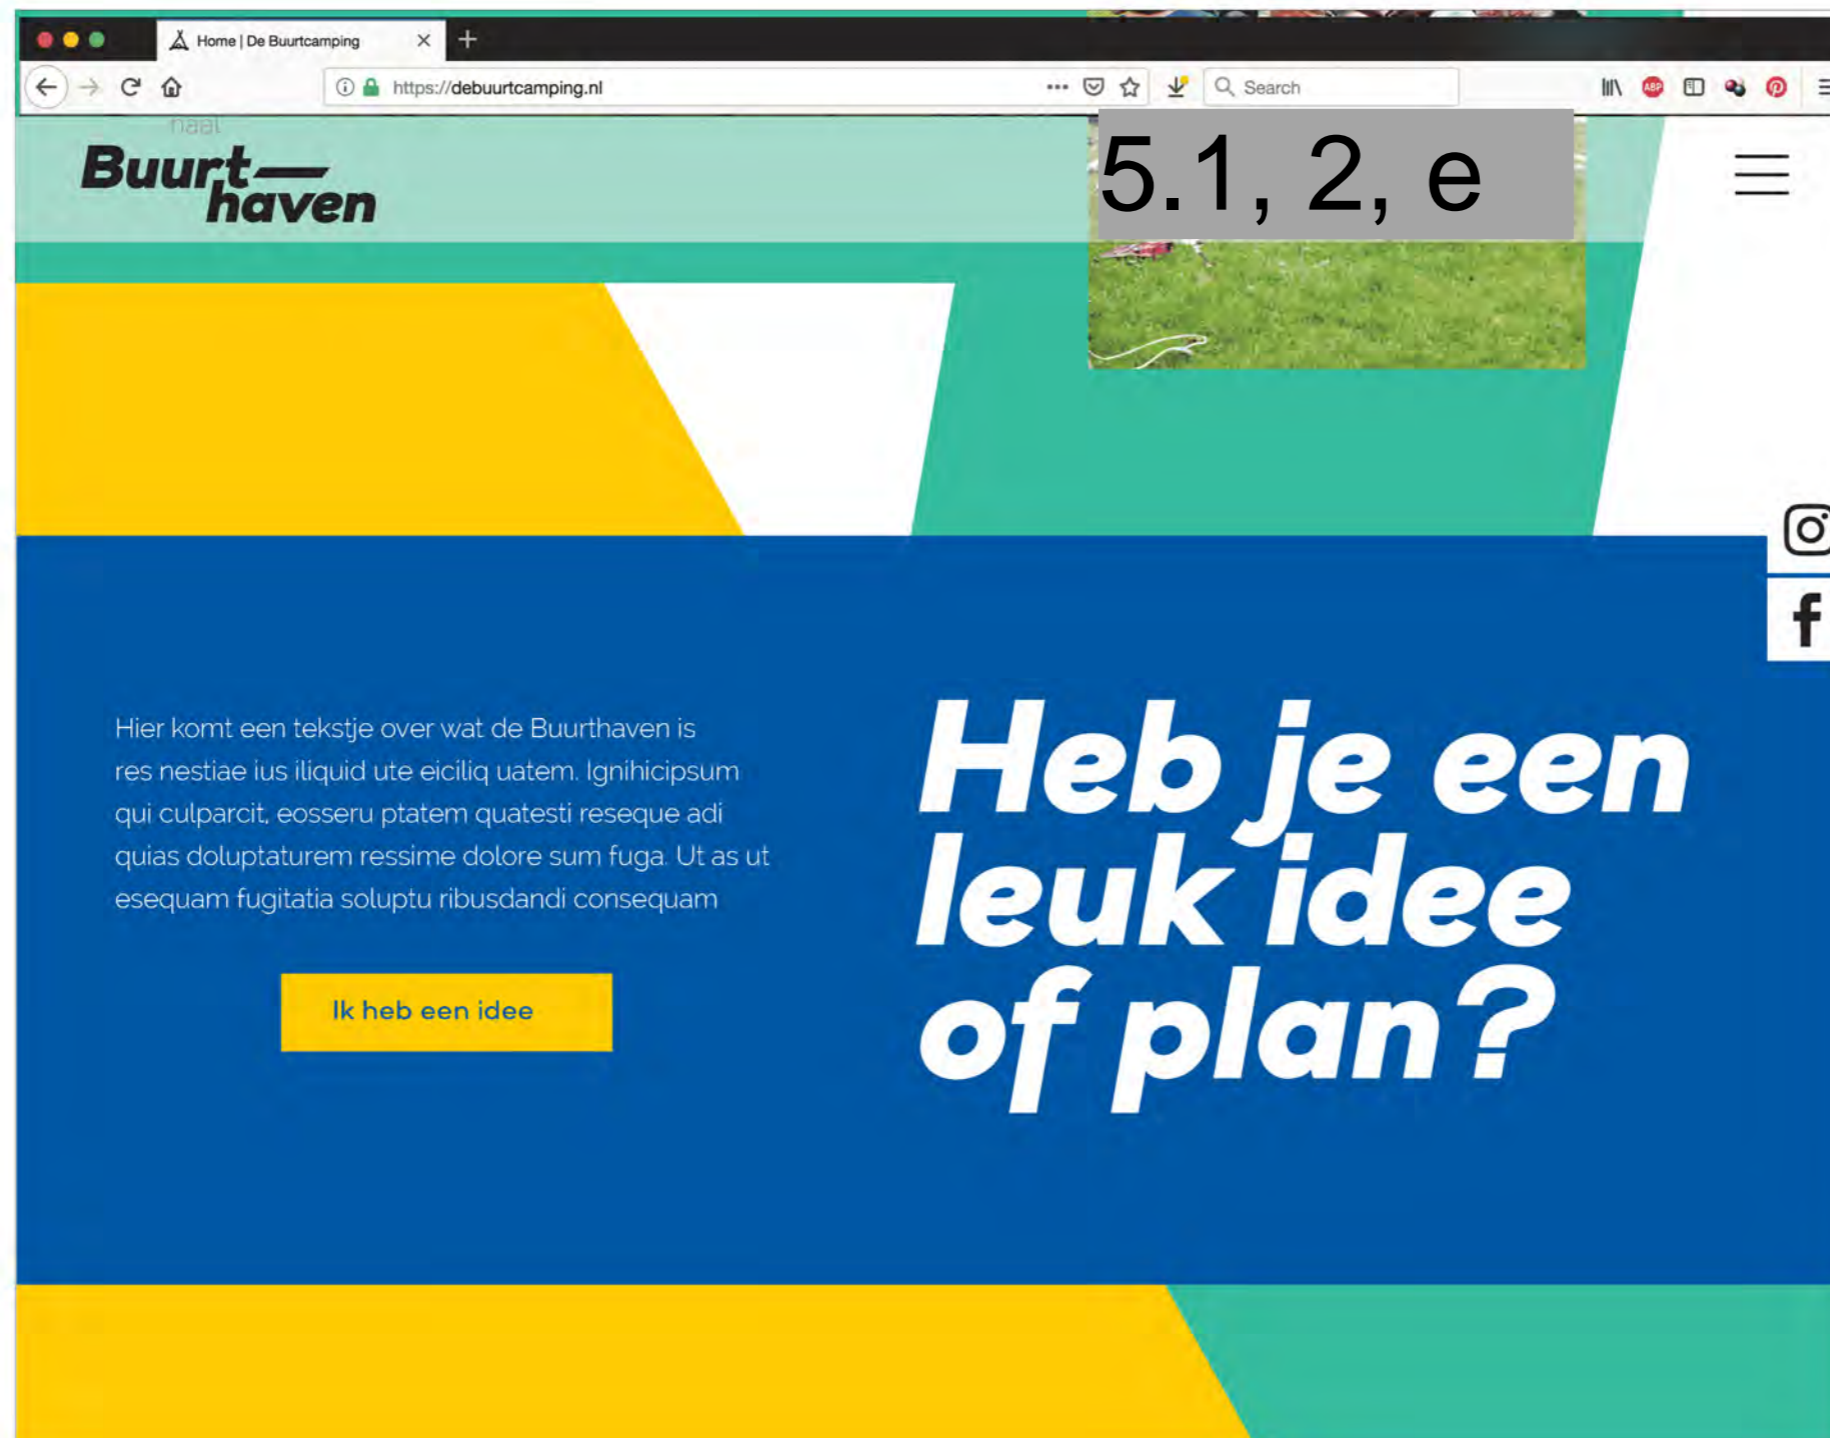 Home | De Buurtcamping
https://debuurtcamping.nl
Search
ABP
naal
Buurt—
haven
5.1, 2, e
Hier komt een tekstje over wat de Buurthaven is
res nestiae ius iliquid ute eiciliq uatem. Ignihicipsum
qui culparcit, eosseru ptatem quatesti reseque adi
quias doluptaturem ressime dolore sum fuga. Ut as ut
esequam fugitatia soluptu ribusdandi consequam
Ik heb een idee
Heb je een
leuk idee
of plan?